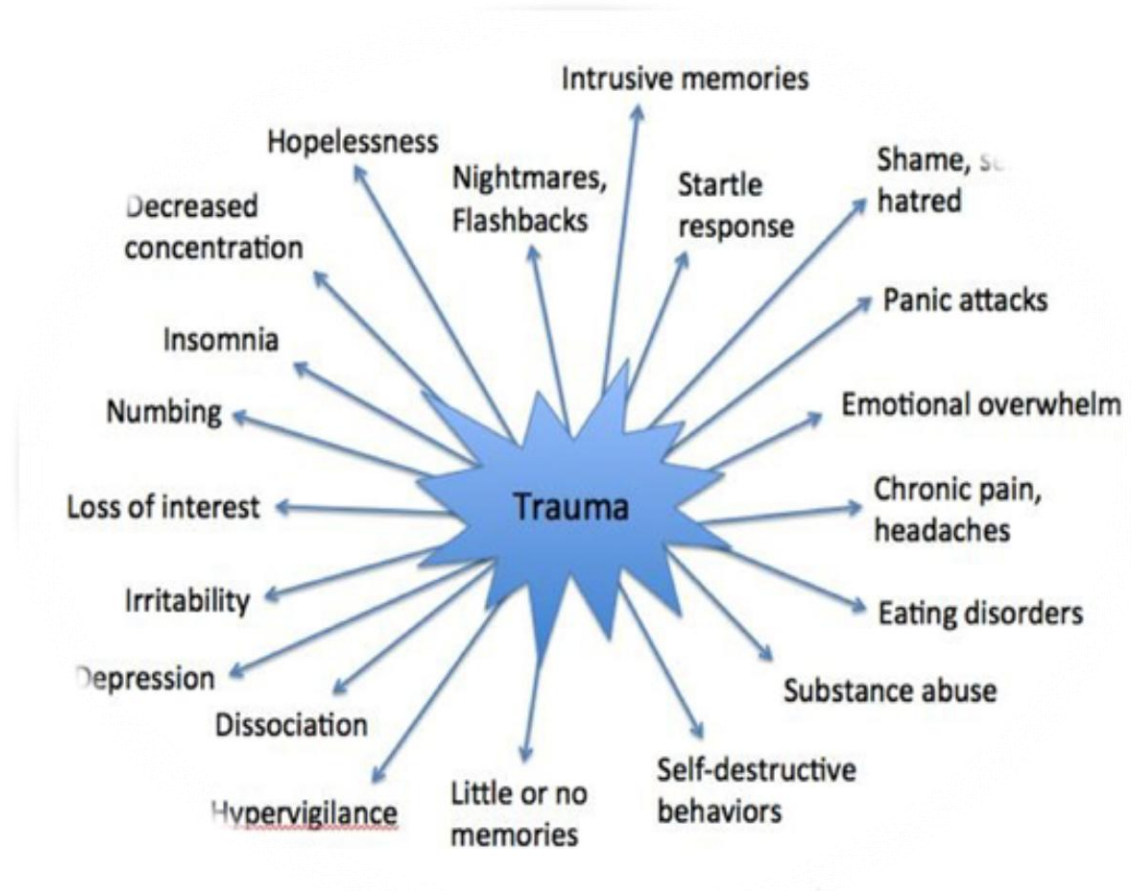 Intrusive memories
Hopelessness
Nightmares,
Flashbacks
Startle
response
Shame,
hatred
Decreased
concentration
Panic attacks
Insomnia
Numbing
Emotional overwhelm
Loss of interest
Trauma
Chronic pain,
headaches
Irritability
Eating disorders
Depression
Dissociation
Substance abuse
Hypervigilance
Little or no
memories
Self-destructive
behaviors